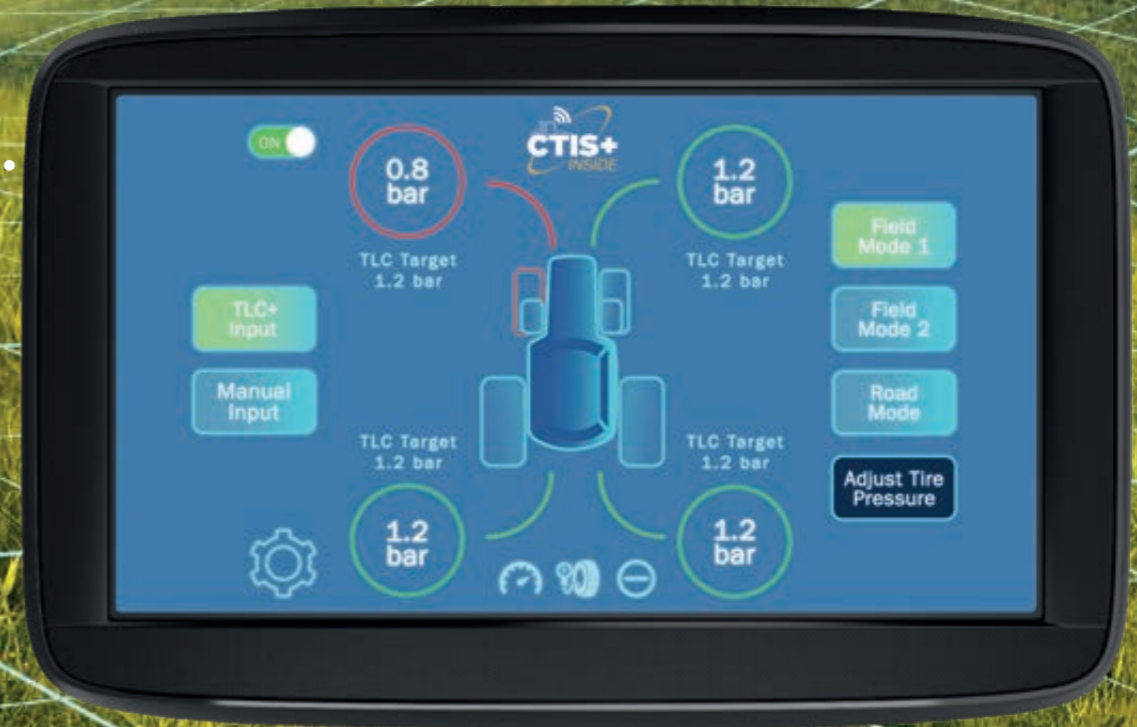 ON
CTIS+
INSIDE
0.8
bar
TLC Target
1.2 bar
1.2
bar
TLC Target
1.2 bar
TLC+
Input
Manual
Input
Field
Mode 1
Field
Mode 2
Road
Mode
Adjust Tire
Pressure
TLC Target
1.2 bar
1.2
bar
TLC Target
1.2 bar
1.2
bar